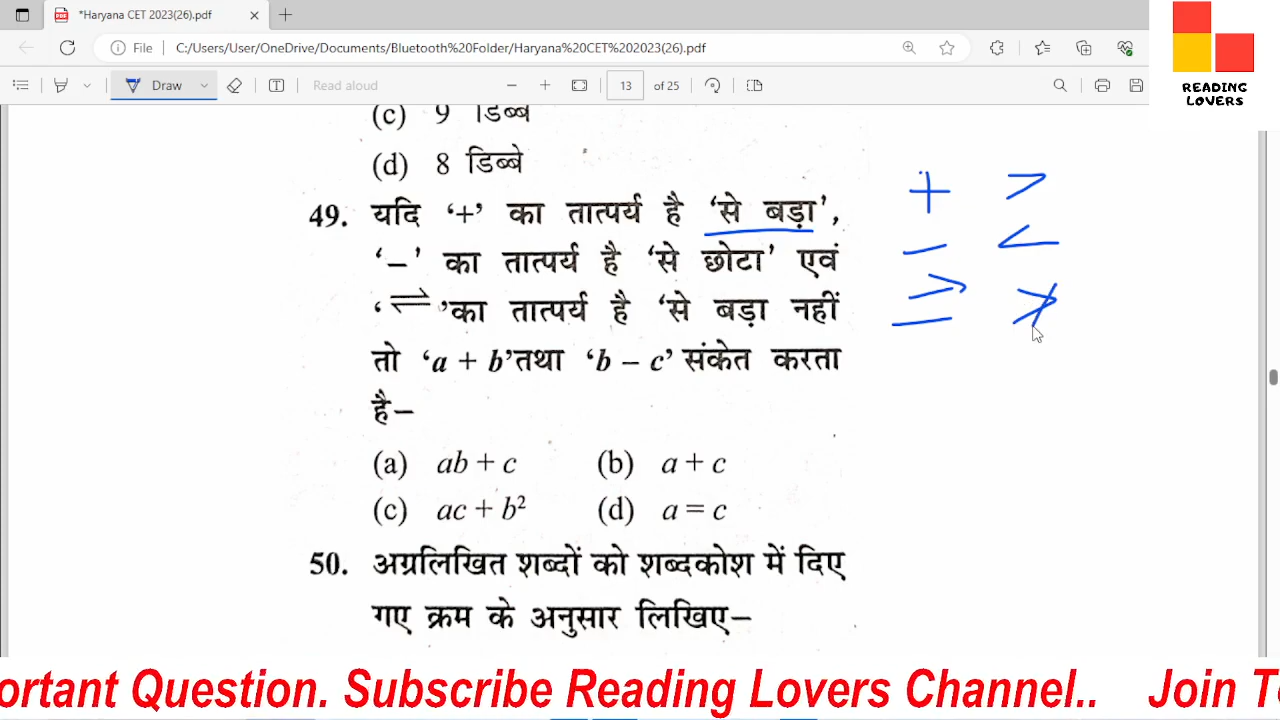 *Haryana CET 2023(26).pdf
File
C:/Users/User/OneDrive/Documents/Bluetooth%20Folder/Haryana%20CET%202023(26).pdf
Draw
Read aloud
13
of 25
READING
LOVERS
(c) 9 डिब्बे
(d) 8 डिब्बे
49. यदि ‘+’ का तात्पर्य है ‘से बड़ा’,
‘–’ का तात्पर्य है ‘से छोटा’ एवं
‘⇌’का तात्पर्य है ‘से बड़ा नहीं
तो ‘a + b’तथा ‘b – c’ संकेत करता
है–
(a) ab + c (b) a + c
(c) ac + b² (d) a = c
50. अग्रलिखित शब्दों को शब्दकोश में दिए
गए क्रम के अनुसार लिखिए–
+ >
– <
⇌ ≯
ortant Question. Subscribe Reading Lovers Channel.. Join T